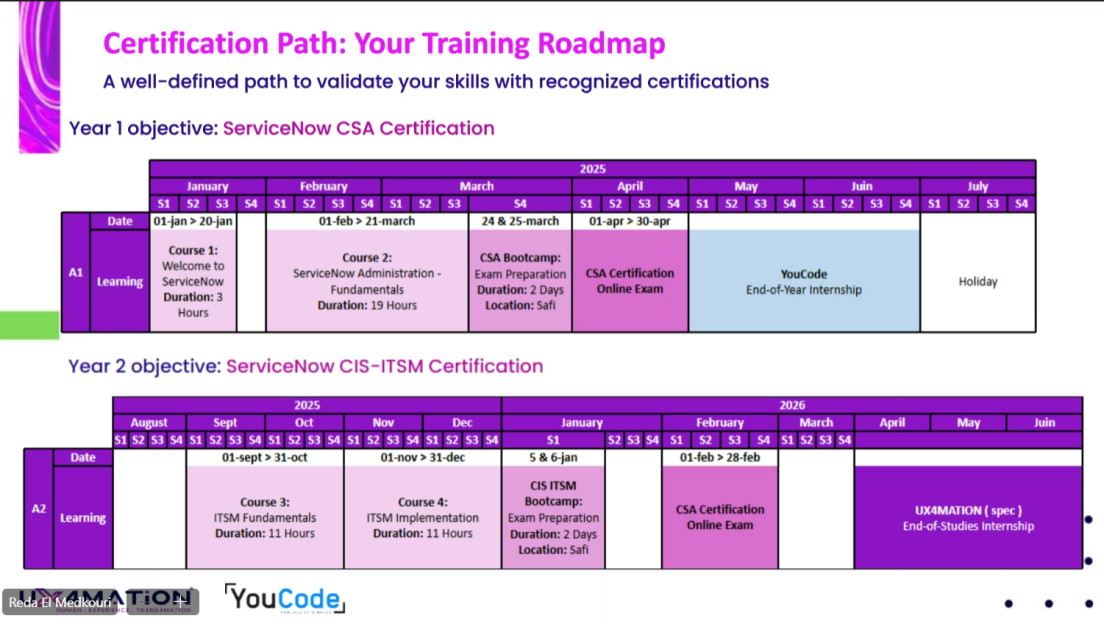 Certification Path: Your Training Roadmap
A well-defined path to validate your skills with recognized certifications
Year 1 objective: ServiceNow CSA Certification
2025
January February March April May Juin July
S1 S2 S3 S4 S1 S2 S3 S4 S1 S2 S3 S4 S1 S2 S3 S4 S1 S2 S3 S4 S1 S2 S3 S4 S1 S2 S3 S4
Date 01-jan > 20-jan 01-feb > 21-march 24 & 25-march 01-apr > 30-apr
A1
Learning
Course 1:
Welcome to
ServiceNow
Duration: 3
Hours
Course 2:
ServiceNow Administration -
Fundamentals
Duration: 19 Hours
CSA Bootcamp:
Exam Preparation
Duration: 2 Days
Location: Safi
CSA Certification
Online Exam
YouCode
End-of-Year Internship
Holiday
Year 2 objective: ServiceNow CIS-ITSM Certification
2025 2026
August Sept Oct Nov Dec January February March April May Juin
S1 S2 S3 S4 S1 S2 S3 S4 S1 S2 S3 S4 S1 S2 S3 S4 S1 S2 S3 S4 S1 S2 S3 S4 S1 S2 S3 S4 S1 S2 S3 S4
Date 01-sept > 31-oct 01-nov > 31-dec 5 & 6-jan 01-feb > 28-feb
A2
Learning
Course 3:
ITSM Fundamentals
Duration: 11 Hours
Course 4:
ITSM Implementation
Duration: 11 Hours
CIS ITSM
Bootcamp:
Exam Preparation
Duration: 2 Days
Location: Safi
CSA Certification
Online Exam
UX4MATION ( spec )
End-of-Studies Internship
Reda El Medkouri
YouCode